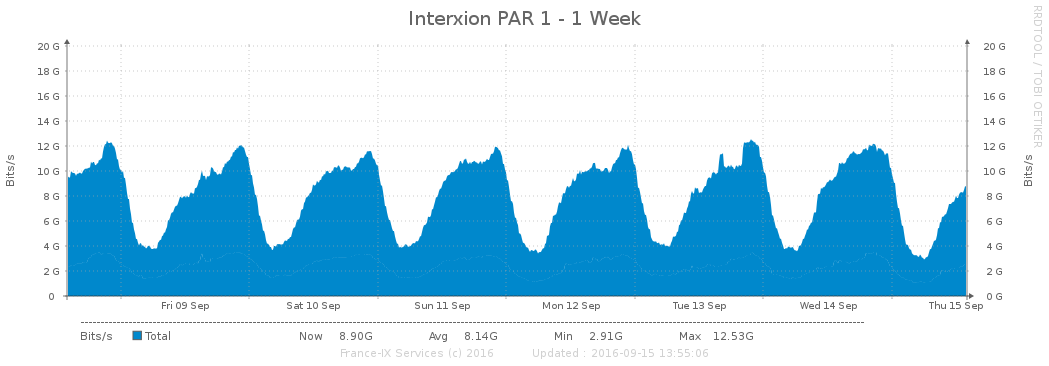 Interxion PAR 1 - 1 Week
RRDTOOL / TOBI OETIKER
Bits/s
Bits/s
20 G 20 G
18 G 18 G
16 G 16 G
14 G 14 G
12 G 12 G
10 G 10 G
8 G 8 G
6 G 6 G
4 G 4 G
2 G 2 G
0 0 G
Fri 09 Sep Sat 10 Sep Sun 11 Sep Mon 12 Sep Tue 13 Sep Wed 14 Sep Thu 15 Sep
Bits/s Total Now 8.90G Avg 8.14G Min 2.91G Max 12.53G
France-IX Services (c) 2016 Updated : 2016-09-15 13:55:06